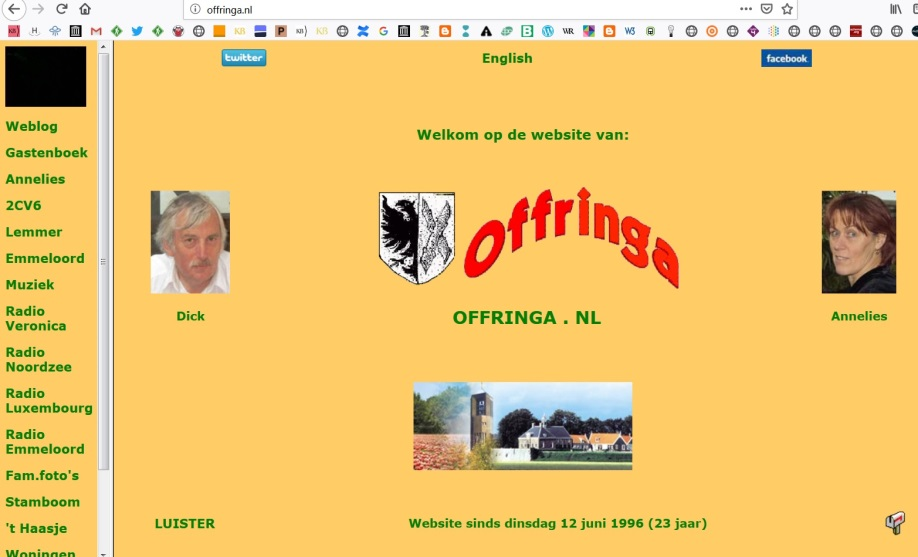 offringa.nl
twitter
English
facebook
Weblog
Gastenboek
Annelies
2CV6
Lemmer
Emmeloord
Muziek
Radio
Veronica
Radio
Noordzee
Radio
Luxembourg
Radio
Emmeloord
Fam.foto's
Stamboom
't Haasje
Woningen
Welkom op de website van:
Offringa
Dick
OFFRINGA . NL
Annelies
LUISTER
Website sinds dinsdag 12 juni 1996 (23 jaar)